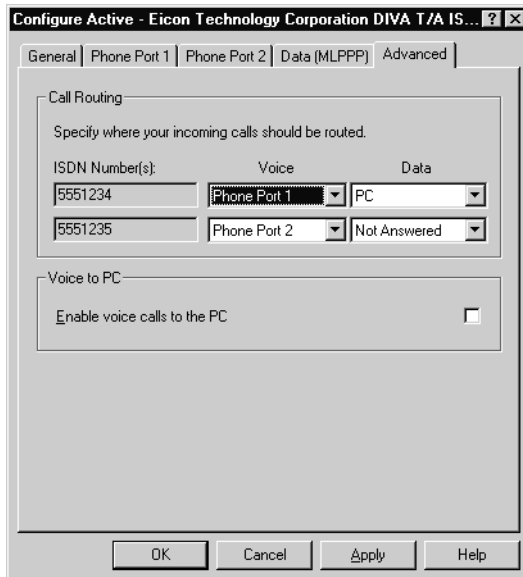 Configure Active - Eicon Technology Corporation DIVA T/A IS... ? X
General Phone Port 1 Phone Port 2 Data (MLPPP) Advanced
Call Routing
Specify where your incoming calls should be routed.
ISDN Number(s): Voice Data
5551234 Phone Port 1 PC
5551235 Phone Port 2 Not Answered
Voice to PC
Enable voice calls to the PC
OK Cancel Apply Help